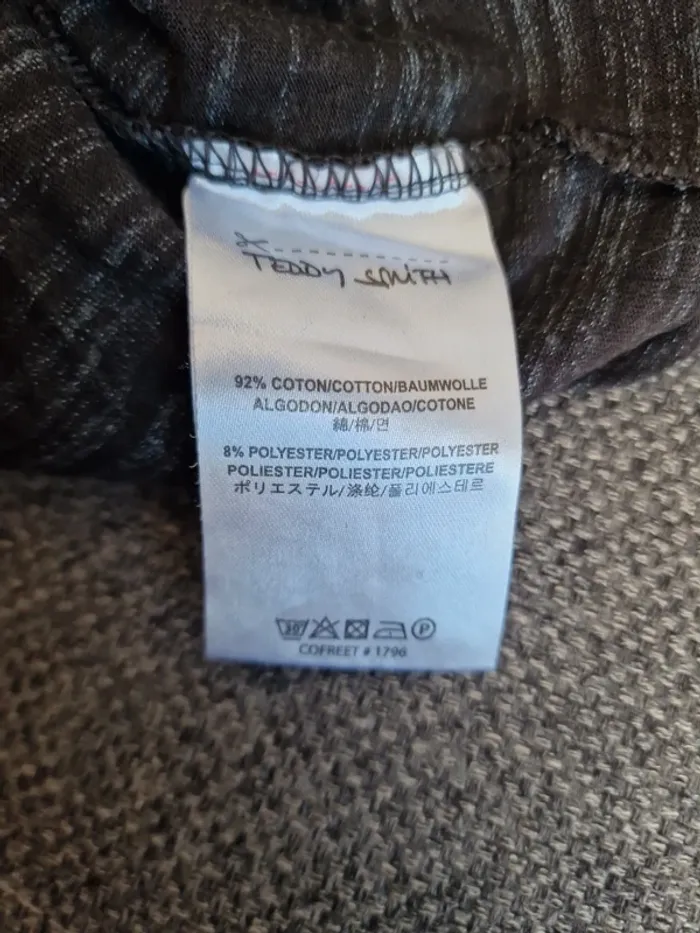 TEDDY SMITH
92% COTON/COTTON/BAUMWOLLE
ALGODON/ALGODAO/COTONE
綿/棉/면
8% POLYESTER/POLYESTER/POLYESTER
POLIESTER/POLIESTER/POLIESTERE
ポリエステル/涤纶/폴리에스테르
30 P
COFREET # 1796